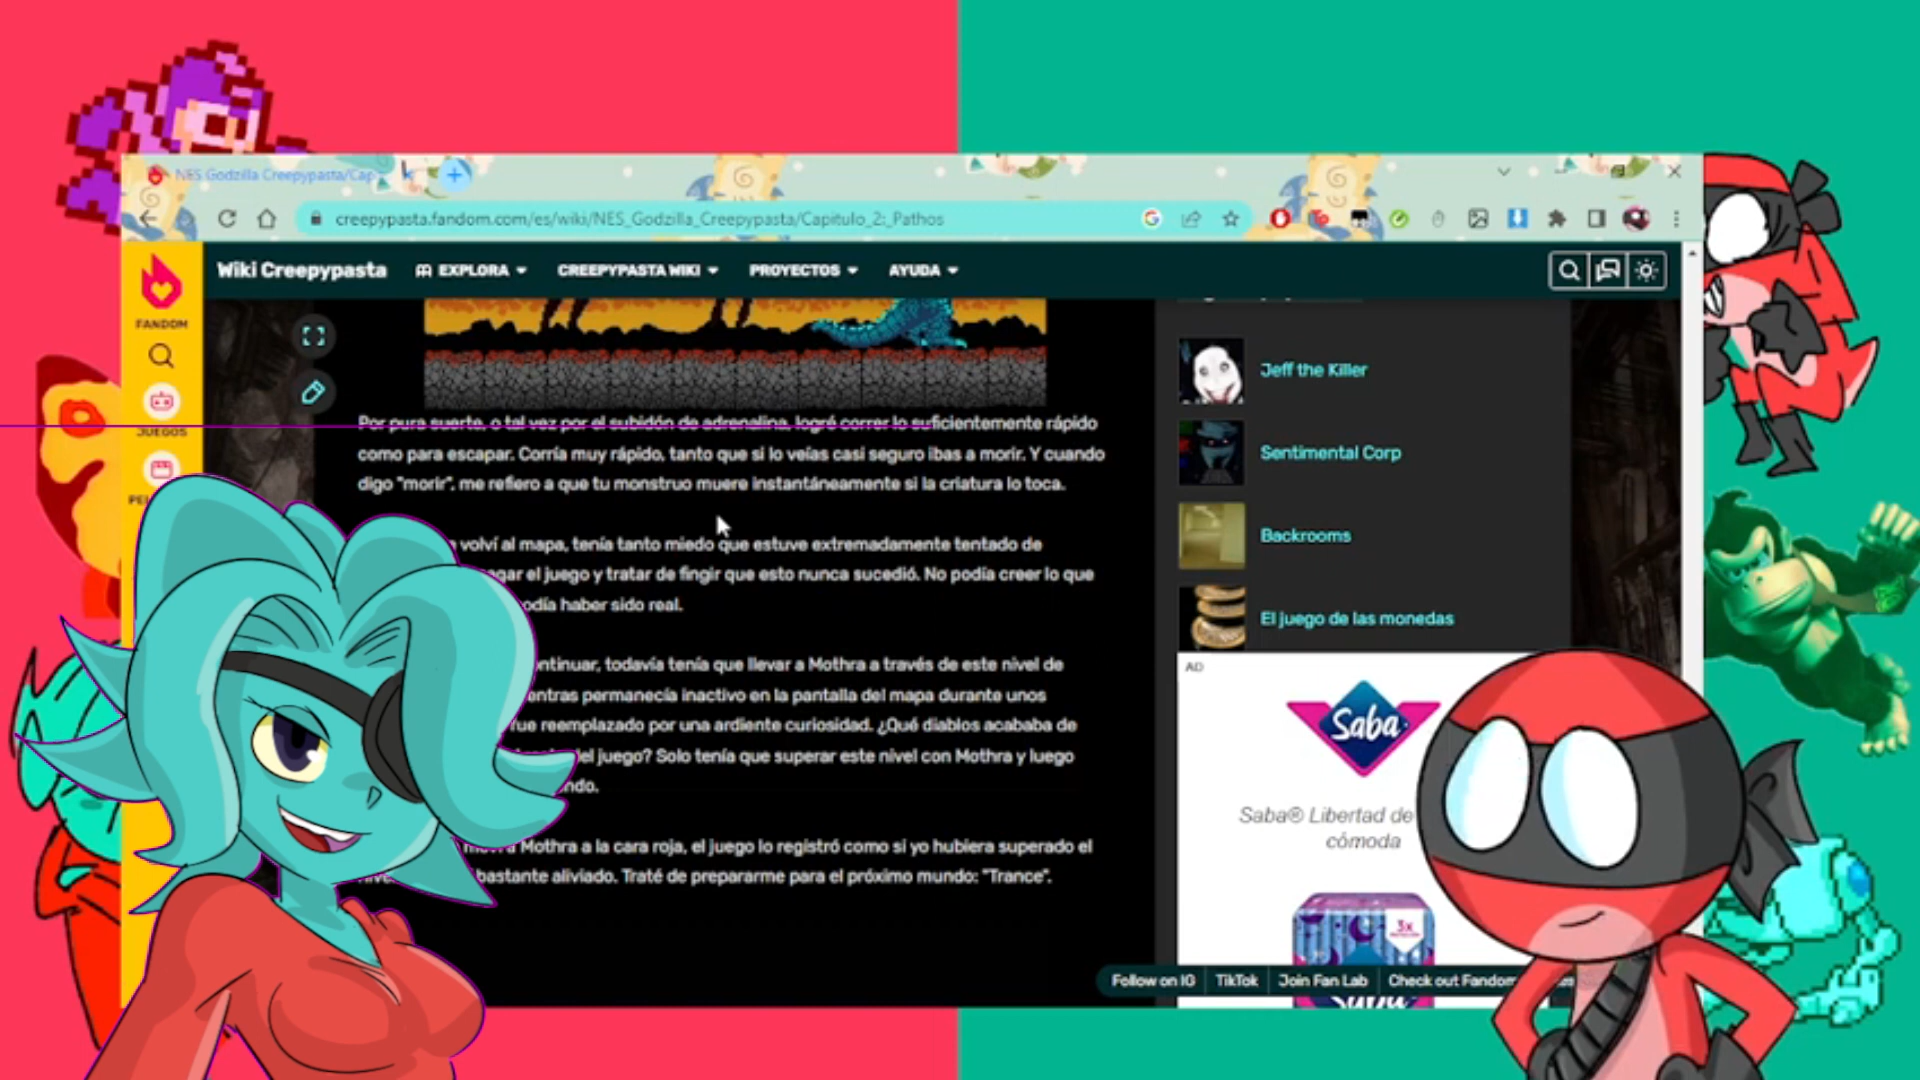 NES Godzilla Creepypasta/Cap
creepypasta.fandom.com/es/wiki/NES_Godzilla_Creepypasta/Capitulo_2:_Pathos
Wiki Creepypasta
EXPLORA
CREEPYPASTA WIKI
PROYECTOS
AYUDA
FANDOM
JUEGOS
Por pura suerte, o tal vez por el subidón de adrenalina, logré correr lo suficientemente rápido
como para escapar. Corría muy rápido, tanto que si lo veías casi seguro ibas a morir. Y cuando
digo "morir", me refiero a que tu monstruo muere instantáneamente si la criatura lo toca.
volví al mapa, tenía tanto miedo que estuve extremadamente tentado de
agar el juego y tratar de fingir que esto nunca sucedió. No podía creer lo que
odía haber sido real.
ntinuar, todavía tenía que llevar a Mothra a través de este nivel de
entras permanecía inactivo en la pantalla del mapa durante unos
fue reemplazado por una ardiente curiosidad. ¿Qué diablos acababa de
del juego? Solo tenía que superar este nivel con Mothra y luego
ndo.
Mothra a la cara roja, el juego lo registró como si yo hubiera superado el
bastante aliviado. Traté de prepararme para el próximo mundo: "Trance".
Jeff the Killer
Sentimental Corp
Backrooms
El juego de las monedas
AD
Saba
Saba® Libertad de
cómoda
3x
Follow on IG
TikTok
Join Fan Lab
Check out Fandom
Saba